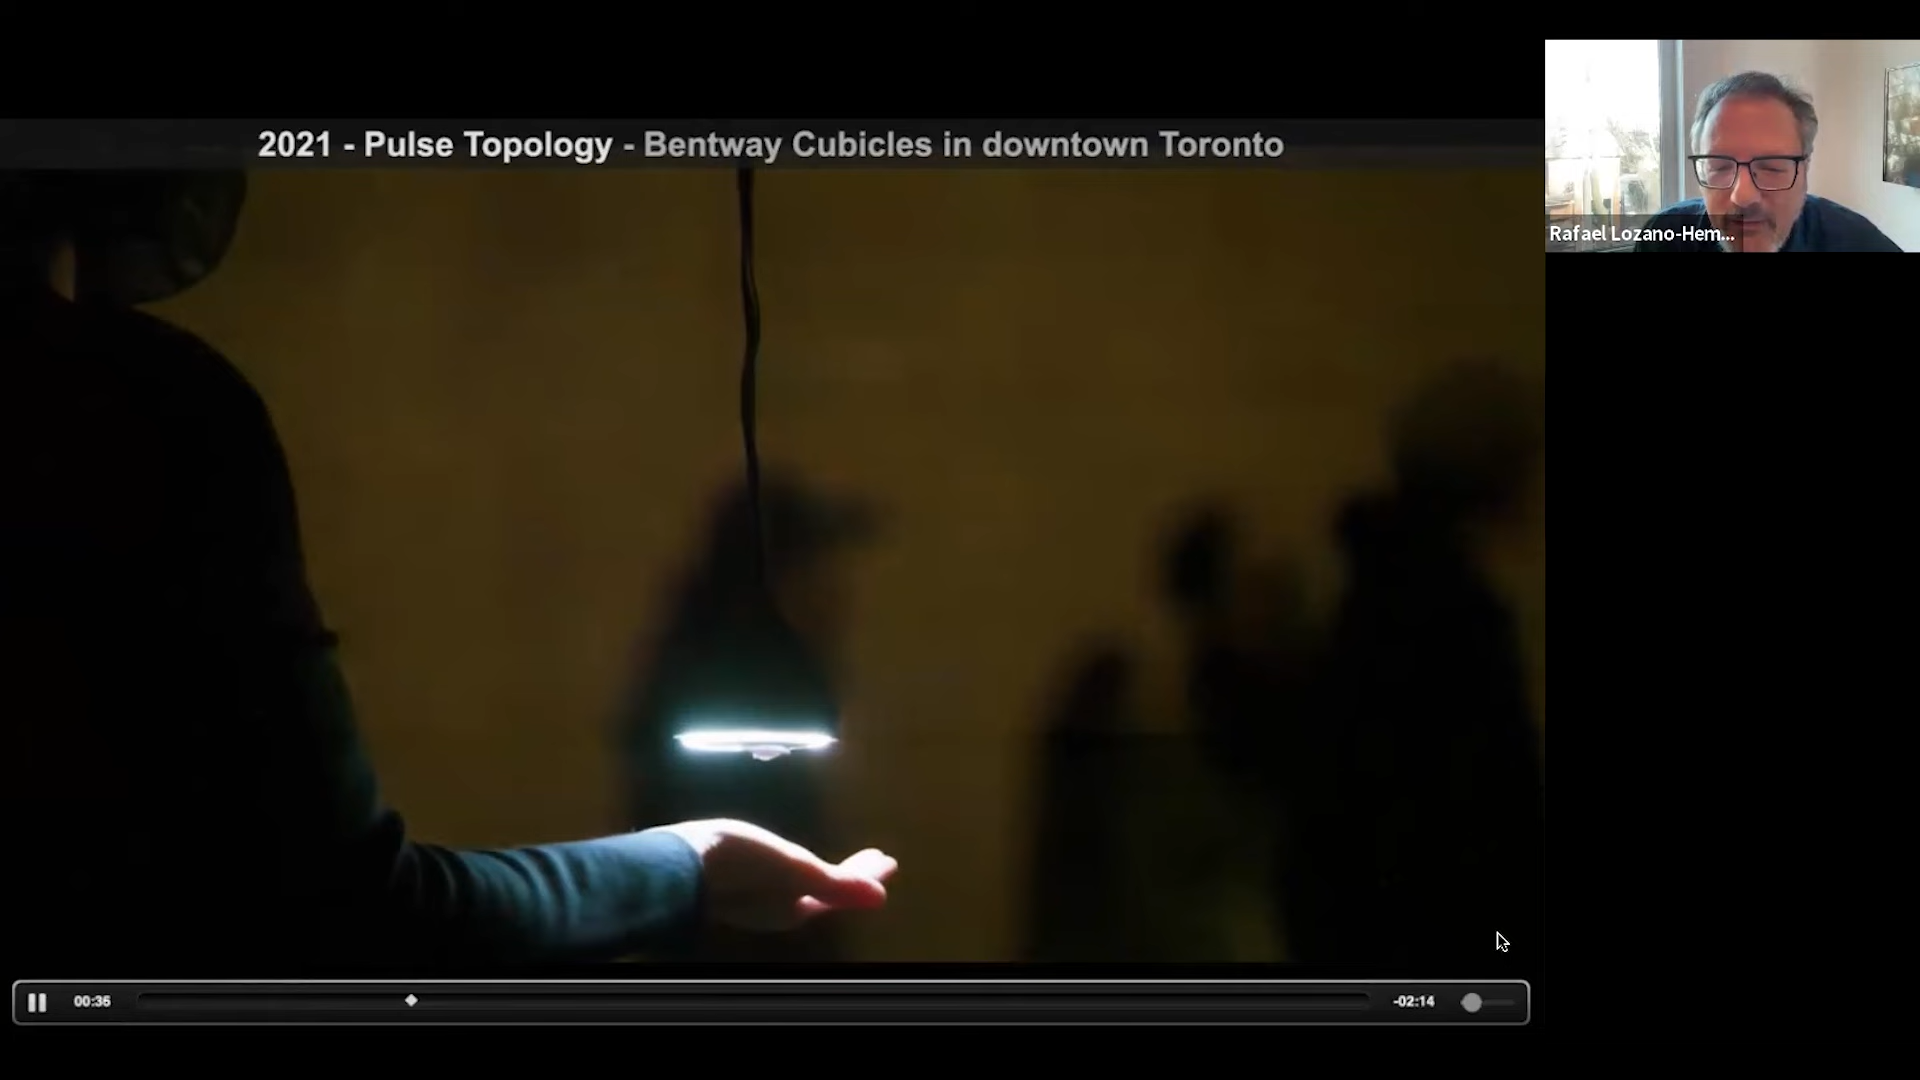 2021 - Pulse Topology - Bentway Cubicles in downtown Toronto
Rafael Lozano-Hem...
00:36
-02:14